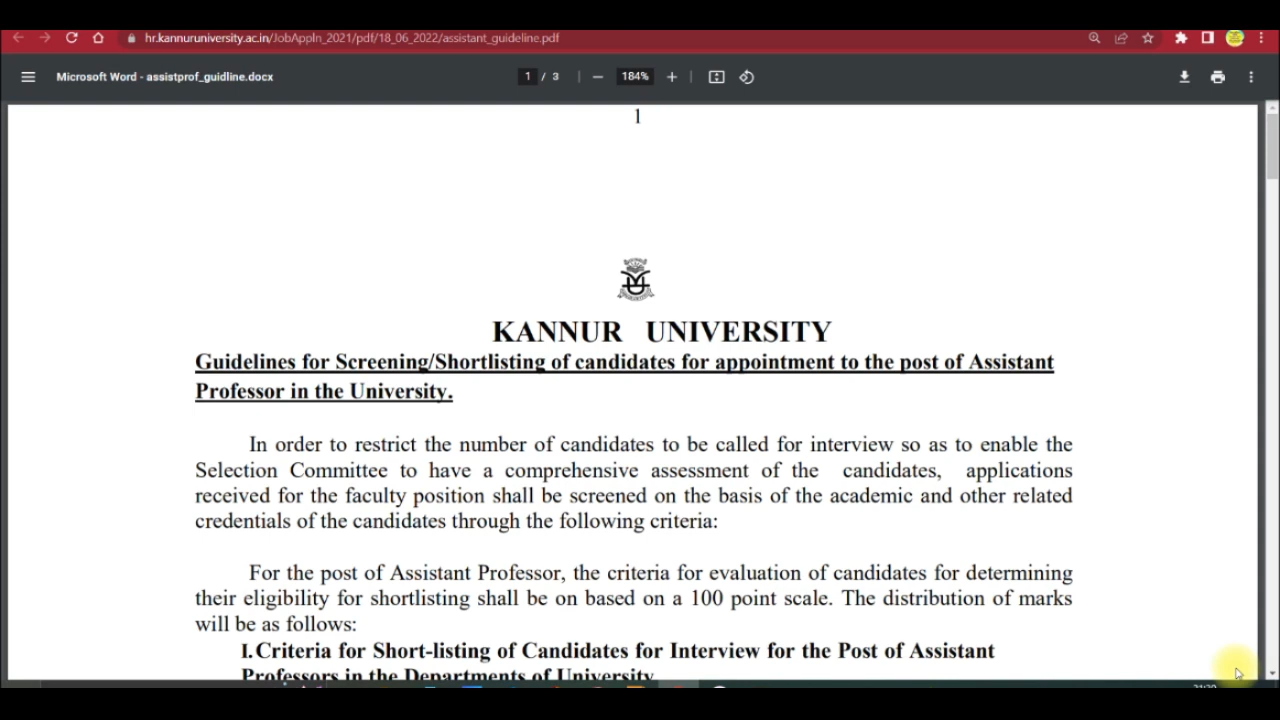 hr.kannuruniversity.ac.in/JobAppln_2021/pdf/18_06_2022/assistant_guideline.pdf
Microsoft Word - assistprof_guidline.docx
1 / 3
184%
1
KANNUR UNIVERSITY
Guidelines for Screening/Shortlisting of candidates for appointment to the post of Assistant
Professor in the University.
In order to restrict the number of candidates to be called for interview so as to enable the
Selection Committee to have a comprehensive assessment of the candidates, applications
received for the faculty position shall be screened on the basis of the academic and other related
credentials of the candidates through the following criteria:
For the post of Assistant Professor, the criteria for evaluation of candidates for determining
their eligibility for shortlisting shall be on based on a 100 point scale. The distribution of marks
will be as follows:
I.Criteria for Short-listing of Candidates for Interview for the Post of Assistant
Professors in the Departments of University